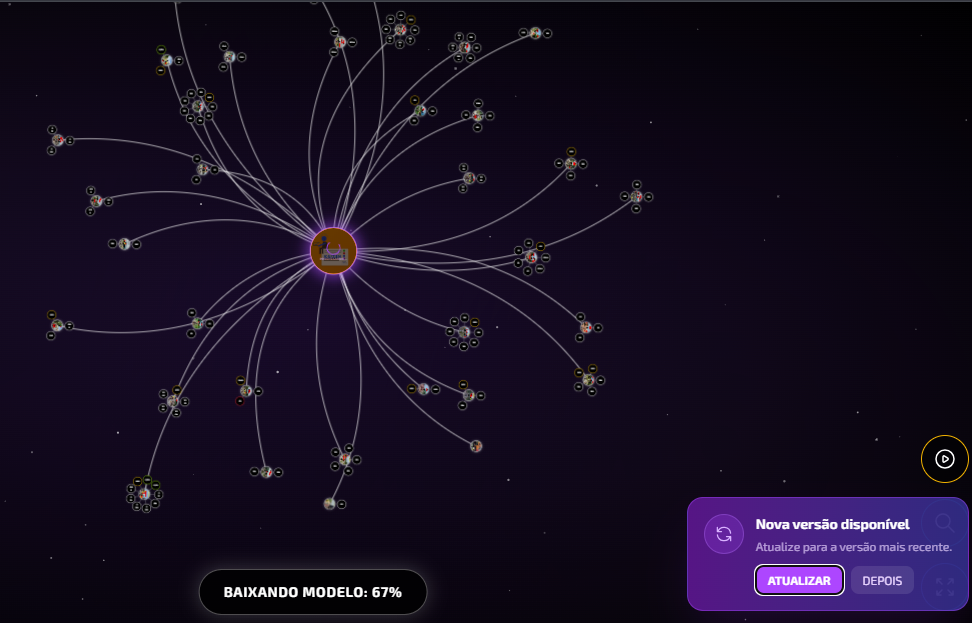 Nova versão disponível
Atualize para a versão mais recente.
ATUALIZAR
DEPOIS
BAIXANDO MODELO: 67%